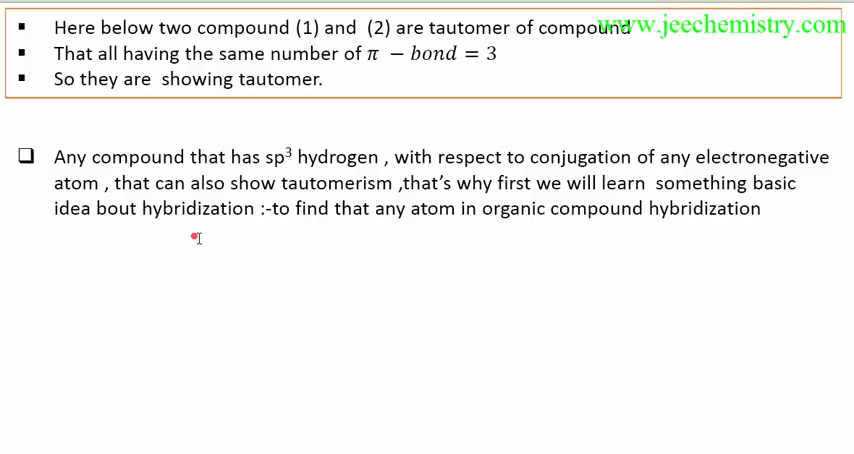 ▪ Here below two compound (1) and (2) are tautomer of compound
www.jeechemistry.com
▪ That all having the same number of π − bond = 3
▪ So they are showing tautomer.
❑ Any compound that has sp³ hydrogen , with respect to conjugation of any electronegative
atom , that can also show tautomerism ,that’s why first we will learn something basic
idea bout hybridization :-to find that any atom in organic compound hybridization